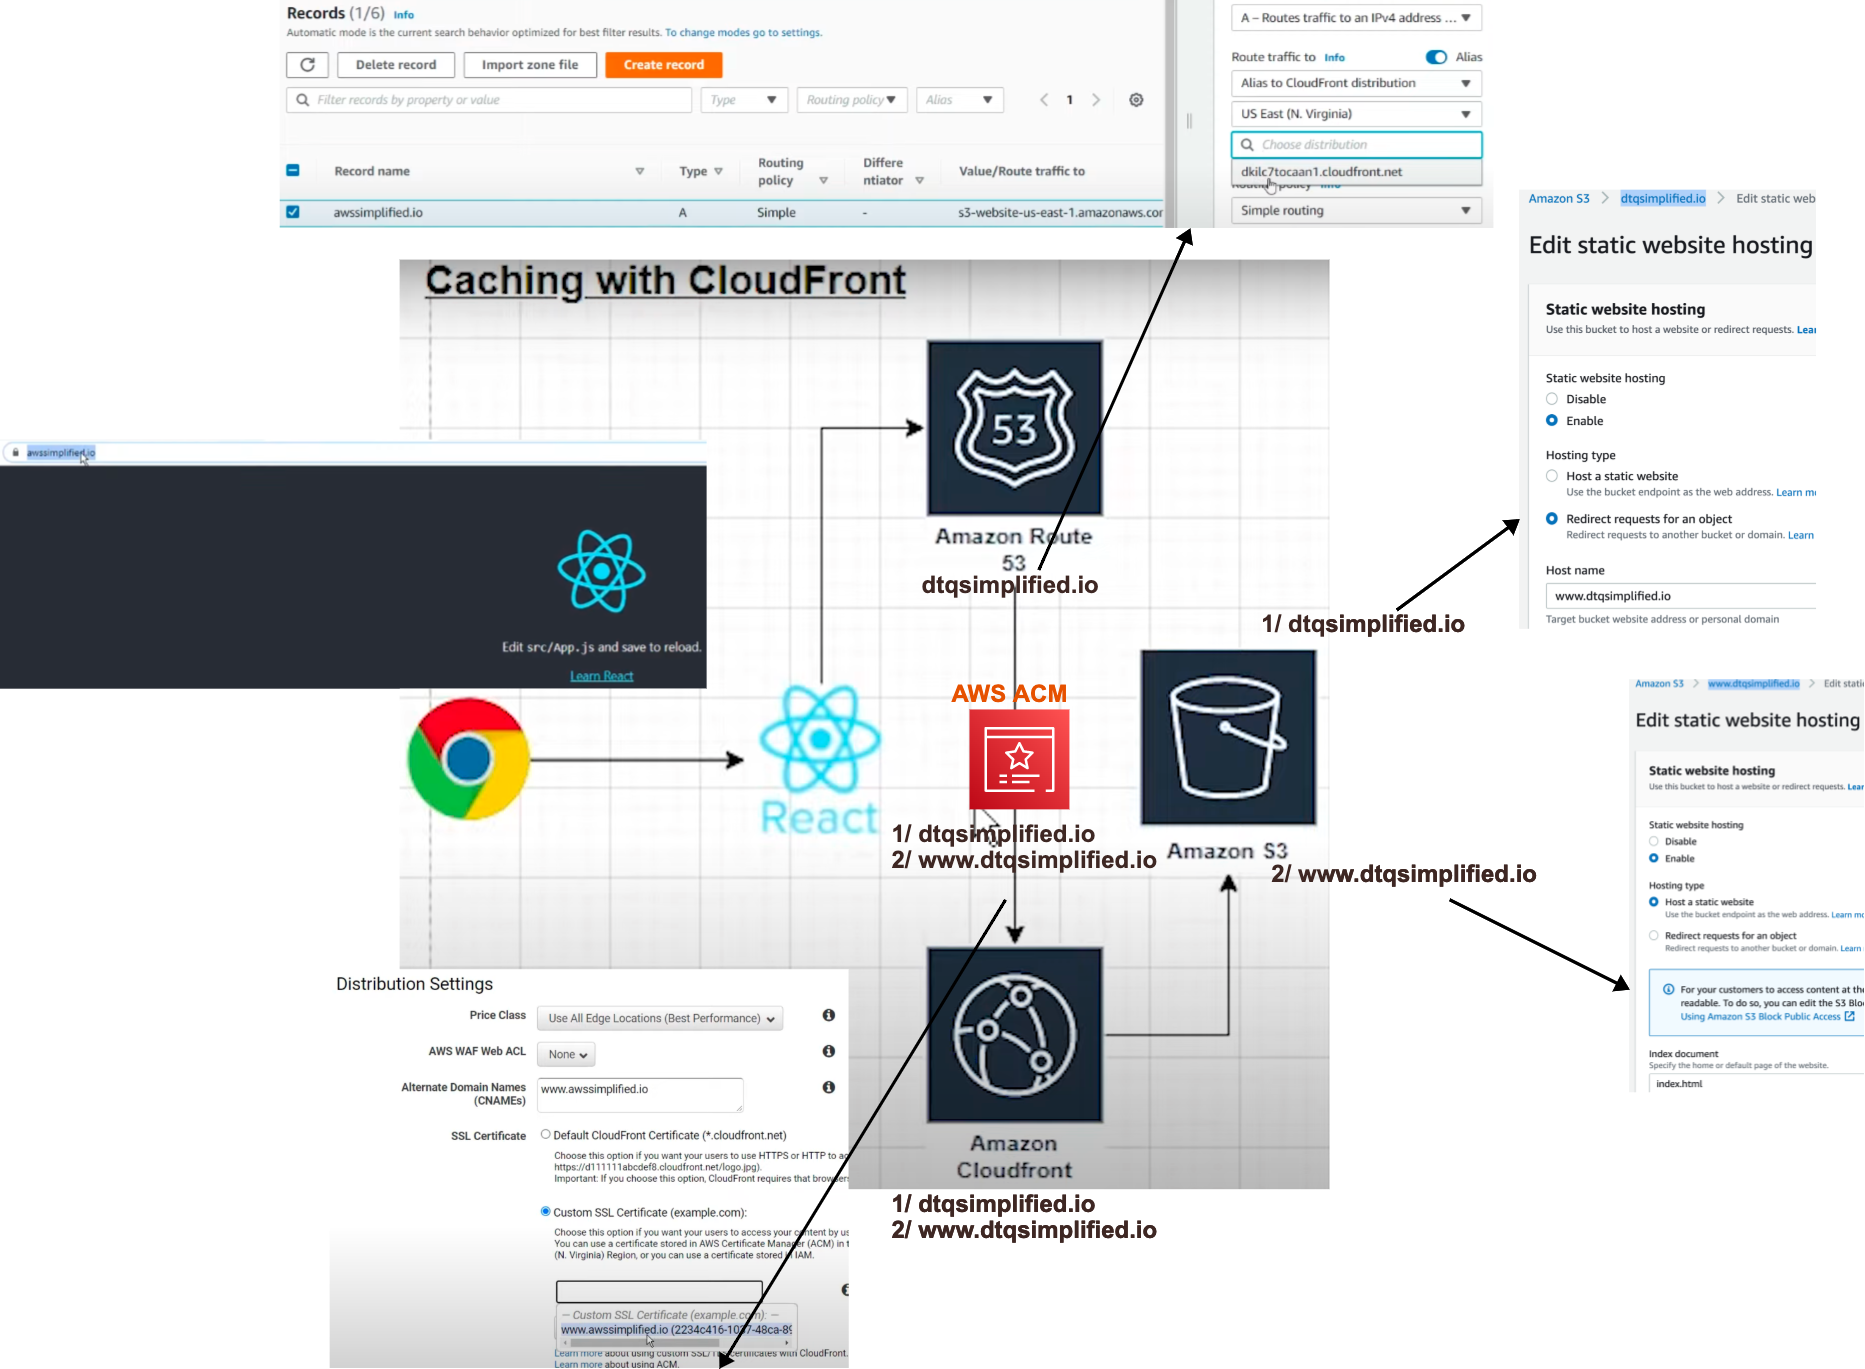 Records (1/6) Info
Automatic mode is the current search behavior optimized for best filter results. To change modes go to settings.
Delete record
Import zone file
Create record
Filter records by property or value
Type
Routing policy
Alias
1
Record name
Type
Routing policy
Differentiator
Value/Route traffic to
awssimplified.io
A
Simple
-
s3-website-us-east-1.amazonaws.cor
A – Routes traffic to an IPv4 address ...
Route traffic to Info
Alias
Alias to CloudFront distribution
US East (N. Virginia)
Choose distribution
dkilc7tocaan1.cloudfront.net
Simple routing
Amazon S3 > dtqsimplified.io > Edit static web
Edit static website hosting
Static website hosting
Use this bucket to host a website or redirect requests. Lear
Static website hosting
Disable
Enable
Hosting type
Host a static website
Use the bucket endpoint as the web address. Learn mo
Redirect requests for an object
Redirect requests to another bucket or domain. Learn
Host name
www.dtqsimplified.io
Target bucket website address or personal domain
Caching with CloudFront
53
Amazon Route
53
dtqsimplified.io
awssimplified.io
Edit src/App.js and save to reload.
Learn React
React
AWS ACM
1/ dtqsimplified.io
2/ www.dtqsimplified.io
1/ dtqsimplified.io
Amazon S3
2/ www.dtqsimplified.io
Amazon S3 > www.dtqsimplified.io > Edit stati
Edit static website hosting
Static website hosting
Use this bucket to host a website or redirect requests. Lear
Static website hosting
Disable
Enable
Hosting type
Host a static website
Use the bucket endpoint as the web address. Learn mo
Redirect requests for an object
Redirect requests to another bucket or domain. Learn
For your customers to access content at the
readable. To do so, you can edit the S3 Blo
Using Amazon S3 Block Public Access
Index document
Specify the home or default page of the website.
index.html
Amazon
Cloudfront
1/ dtqsimplified.io
2/ www.dtqsimplified.io
Distribution Settings
Price Class
Use All Edge Locations (Best Performance)
AWS WAF Web ACL
None
Alternate Domain Names
(CNAMEs)
www.awssimplified.io
SSL Certificate
Default CloudFront Certificate (*.cloudfront.net)
Choose this option if you want your users to use HTTPS or HTTP to ac
https://d111111abcdef8.cloudfront.net/logo.jpg).
Important: If you choose this option, CloudFront requires that browser
Custom SSL Certificate (example.com):
Choose this option if you want your users to access your content by us
You can use a certificate stored in AWS Certificate Manager (ACM) in t
(N. Virginia) Region, or you can use a certificate stored in IAM.
— Custom SSL Certificate (example.com): —
www.awssimplified.io (2234c416-1037-48ca-89
Learn more about using custom SSL/TLS certificates with CloudFront.
Learn more about using ACM.